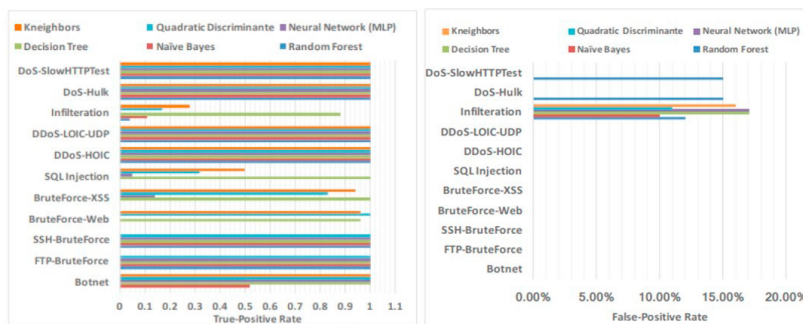 Kneighbors Quadratic Discriminante Neural Network (MLP)
Decision Tree Naïve Bayes Random Forest
DoS-SlowHTTPTest
DoS-Hulk
Infilteration
DDoS-LOIC-UDP
DDoS-HOIC
SQL Injection
BruteForce-XSS
BruteForce-Web
SSH-BruteForce
FTP-BruteForce
Botnet
0 0.1 0.2 0.3 0.4 0.5 0.6 0.7 0.8 0.9 1 1.1
True-Positive Rate
Kneighbors Quadratic Discriminante Neural Network (MLP)
Decision Tree Naïve Bayes Random Forest
DoS-SlowHTTPTest
DoS-Hulk
Infilteration
DDoS-LOIC-UDP
DDoS-HOIC
SQL Injection
BruteForce-XSS
BruteForce-Web
SSH-BruteForce
FTP-BruteForce
Botnet
0.00% 5.00% 10.00% 15.00% 20.00%
False-Positive Rate